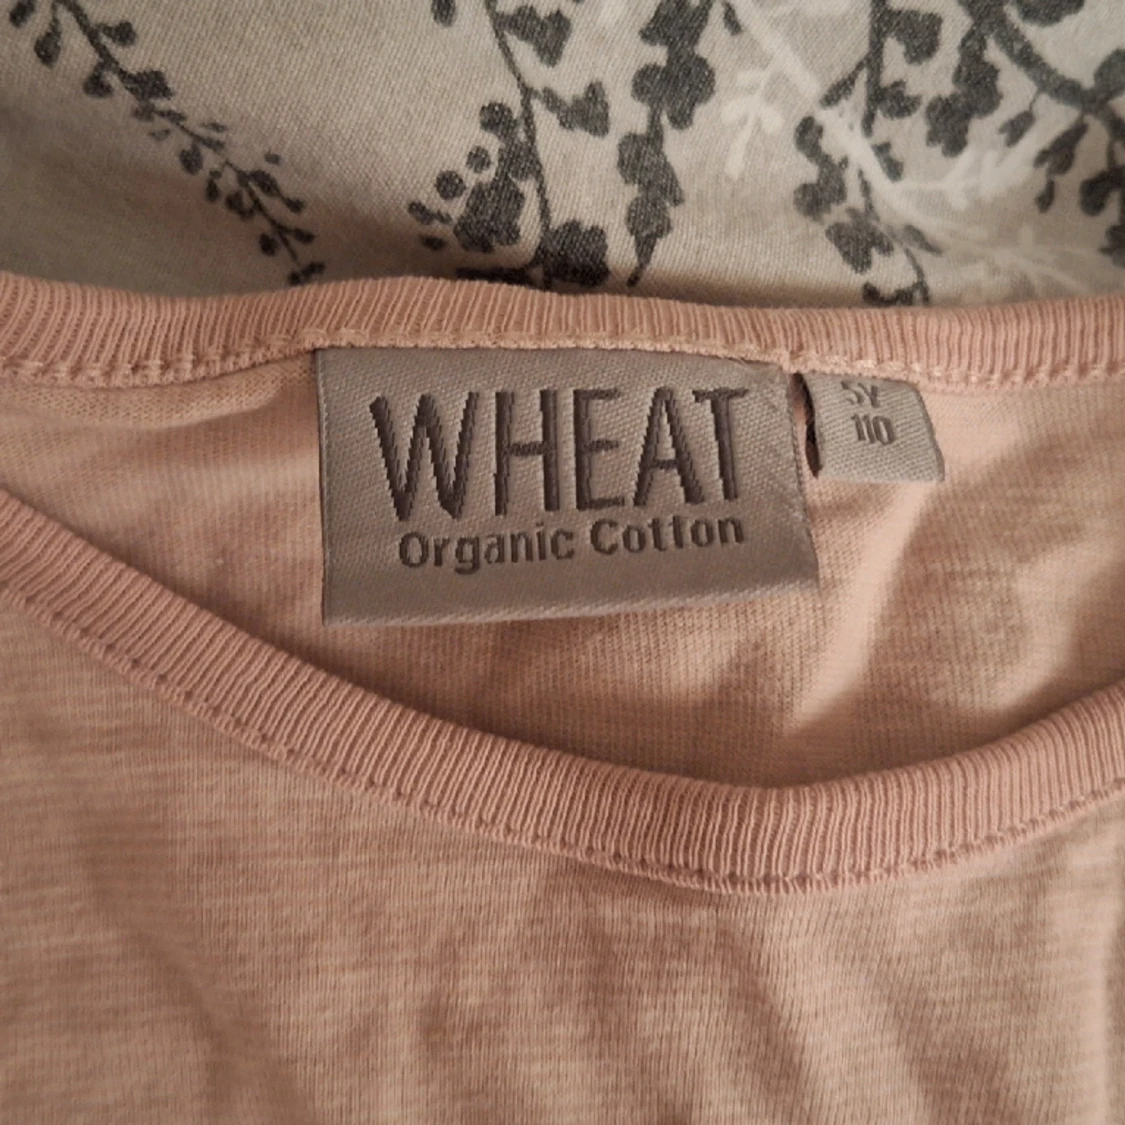 WHEAT
Organic Cotton
5Y
110